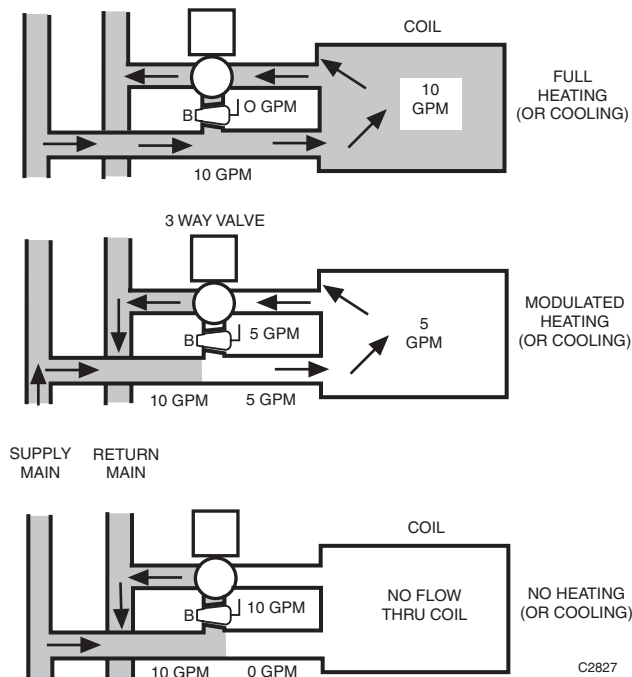 COIL
10
GPM
FULL
HEATING
(OR COOLING)
B
O GPM
10 GPM
3 WAY VALVE
B
5 GPM
5
GPM
MODULATED
HEATING
(OR COOLING)
10 GPM
5 GPM
SUPPLY
MAIN
RETURN
MAIN
COIL
B
10 GPM
NO FLOW
THRU COIL
NO HEATING
(OR COOLING)
10 GPM
0 GPM
C2827